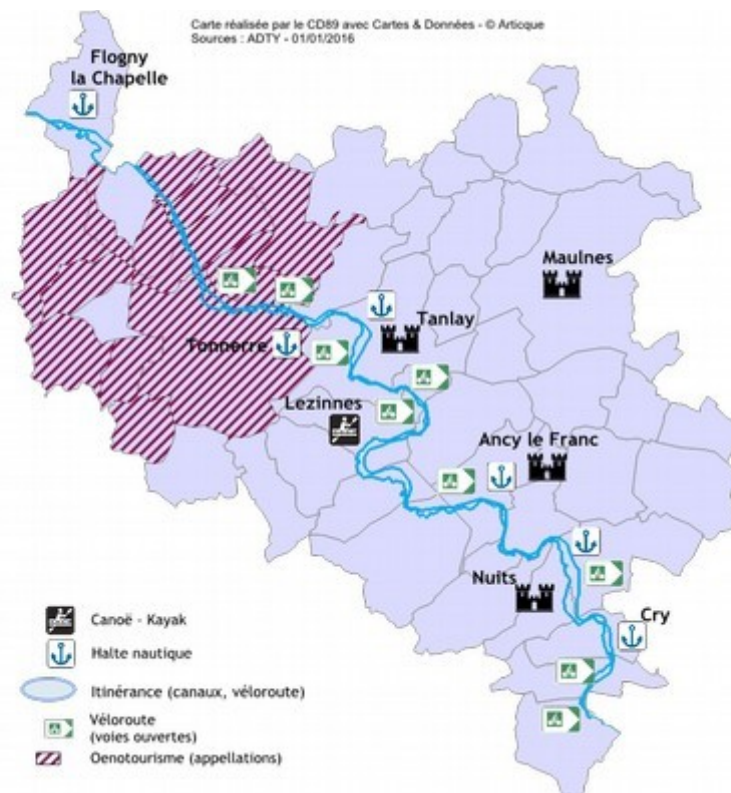 Carte réalisée par le CD89 avec Cartes & Données - © Articque
Sources : ADTY - 01/01/2016
Flogny
la Chapelle
Maulnes
Tanlay
Tonnerre
Lezinnes
Ancy le Franc
Nuits
Cry
Canoë - Kayak
Halte nautique
Itinérance (canaux, véloroute)
Véloroute
(voies ouvertes)
Oenotourisme (appellations)